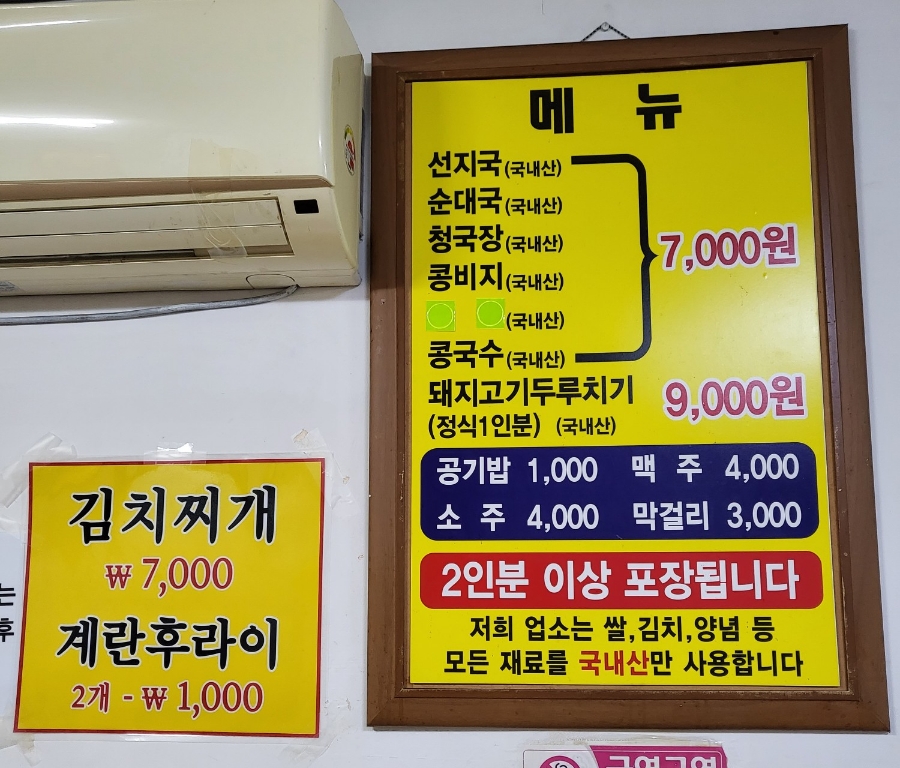 메 뉴
선지국(국내산)
순대국(국내산)
청국장(국내산)
콩비지(국내산)
7,000원
(국내산)
콩국수(국내산)
돼지고기두루치기
(정식1인분) (국내산)
9,000원
공기밥 1,000 맥 주 4,000
소 주 4,000 막걸리 3,000
2인분 이상 포장됩니다
저희 업소는 쌀,김치,양념 등
모든 재료를 국내산만 사용합니다
김치찌개
₩7,000
계란후라이
2개 - ₩1,000
는
후